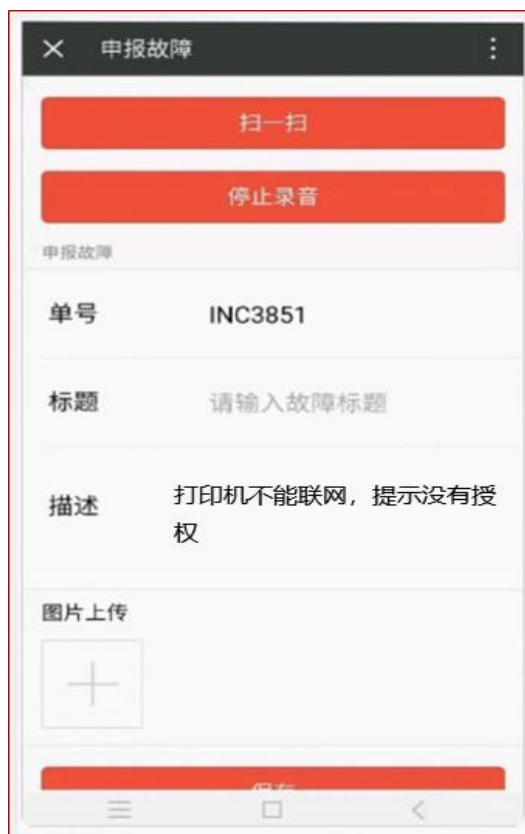 申报故障
扫一扫
停止录音
申报故障
单号 INC3851
标题 请输入故障标题
描述 打印机不能联网，提示没有授
权
图片上传
保存